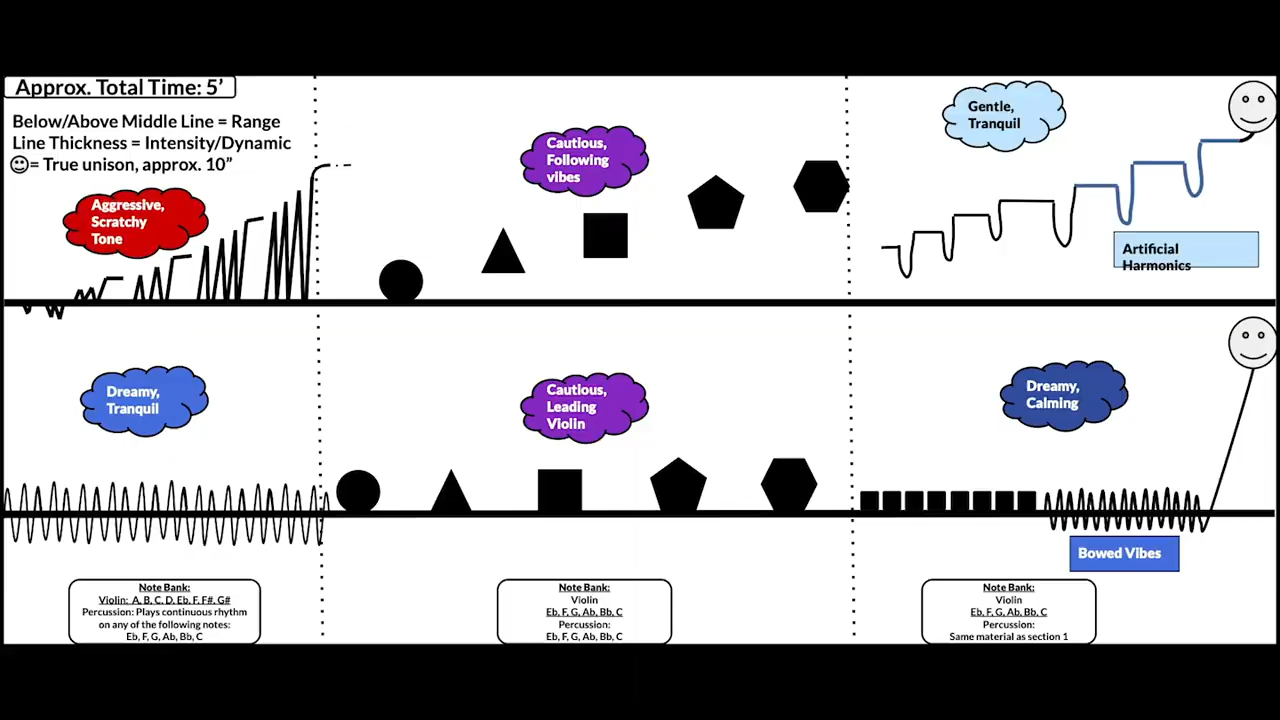 Approx. Total Time: 5’
Below/Above Middle Line = Range
Line Thickness = Intensity/Dynamic
= True unison, approx. 10”
Aggressive,
Scratchy
Tone
Cautious,
Following
vibes
Gentle,
Tranquil
Artificial
Harmonics
Dreamy,
Tranquil
Cautious,
Leading
Violin
Dreamy,
Calming
Bowed Vibes
Note Bank:
Violin: A, B, C, D, Eb, F, F#, G#
Percussion: Plays continuous rhythm
on any of the following notes:
Eb, F, G, Ab, Bb, C
Note Bank:
Violin
Eb, F, G, Ab, Bb, C
Percussion:
Eb, F, G, Ab, Bb, C
Note Bank:
Violin
Eb, F, G, Ab, Bb, C
Percussion:
Same material as section 1